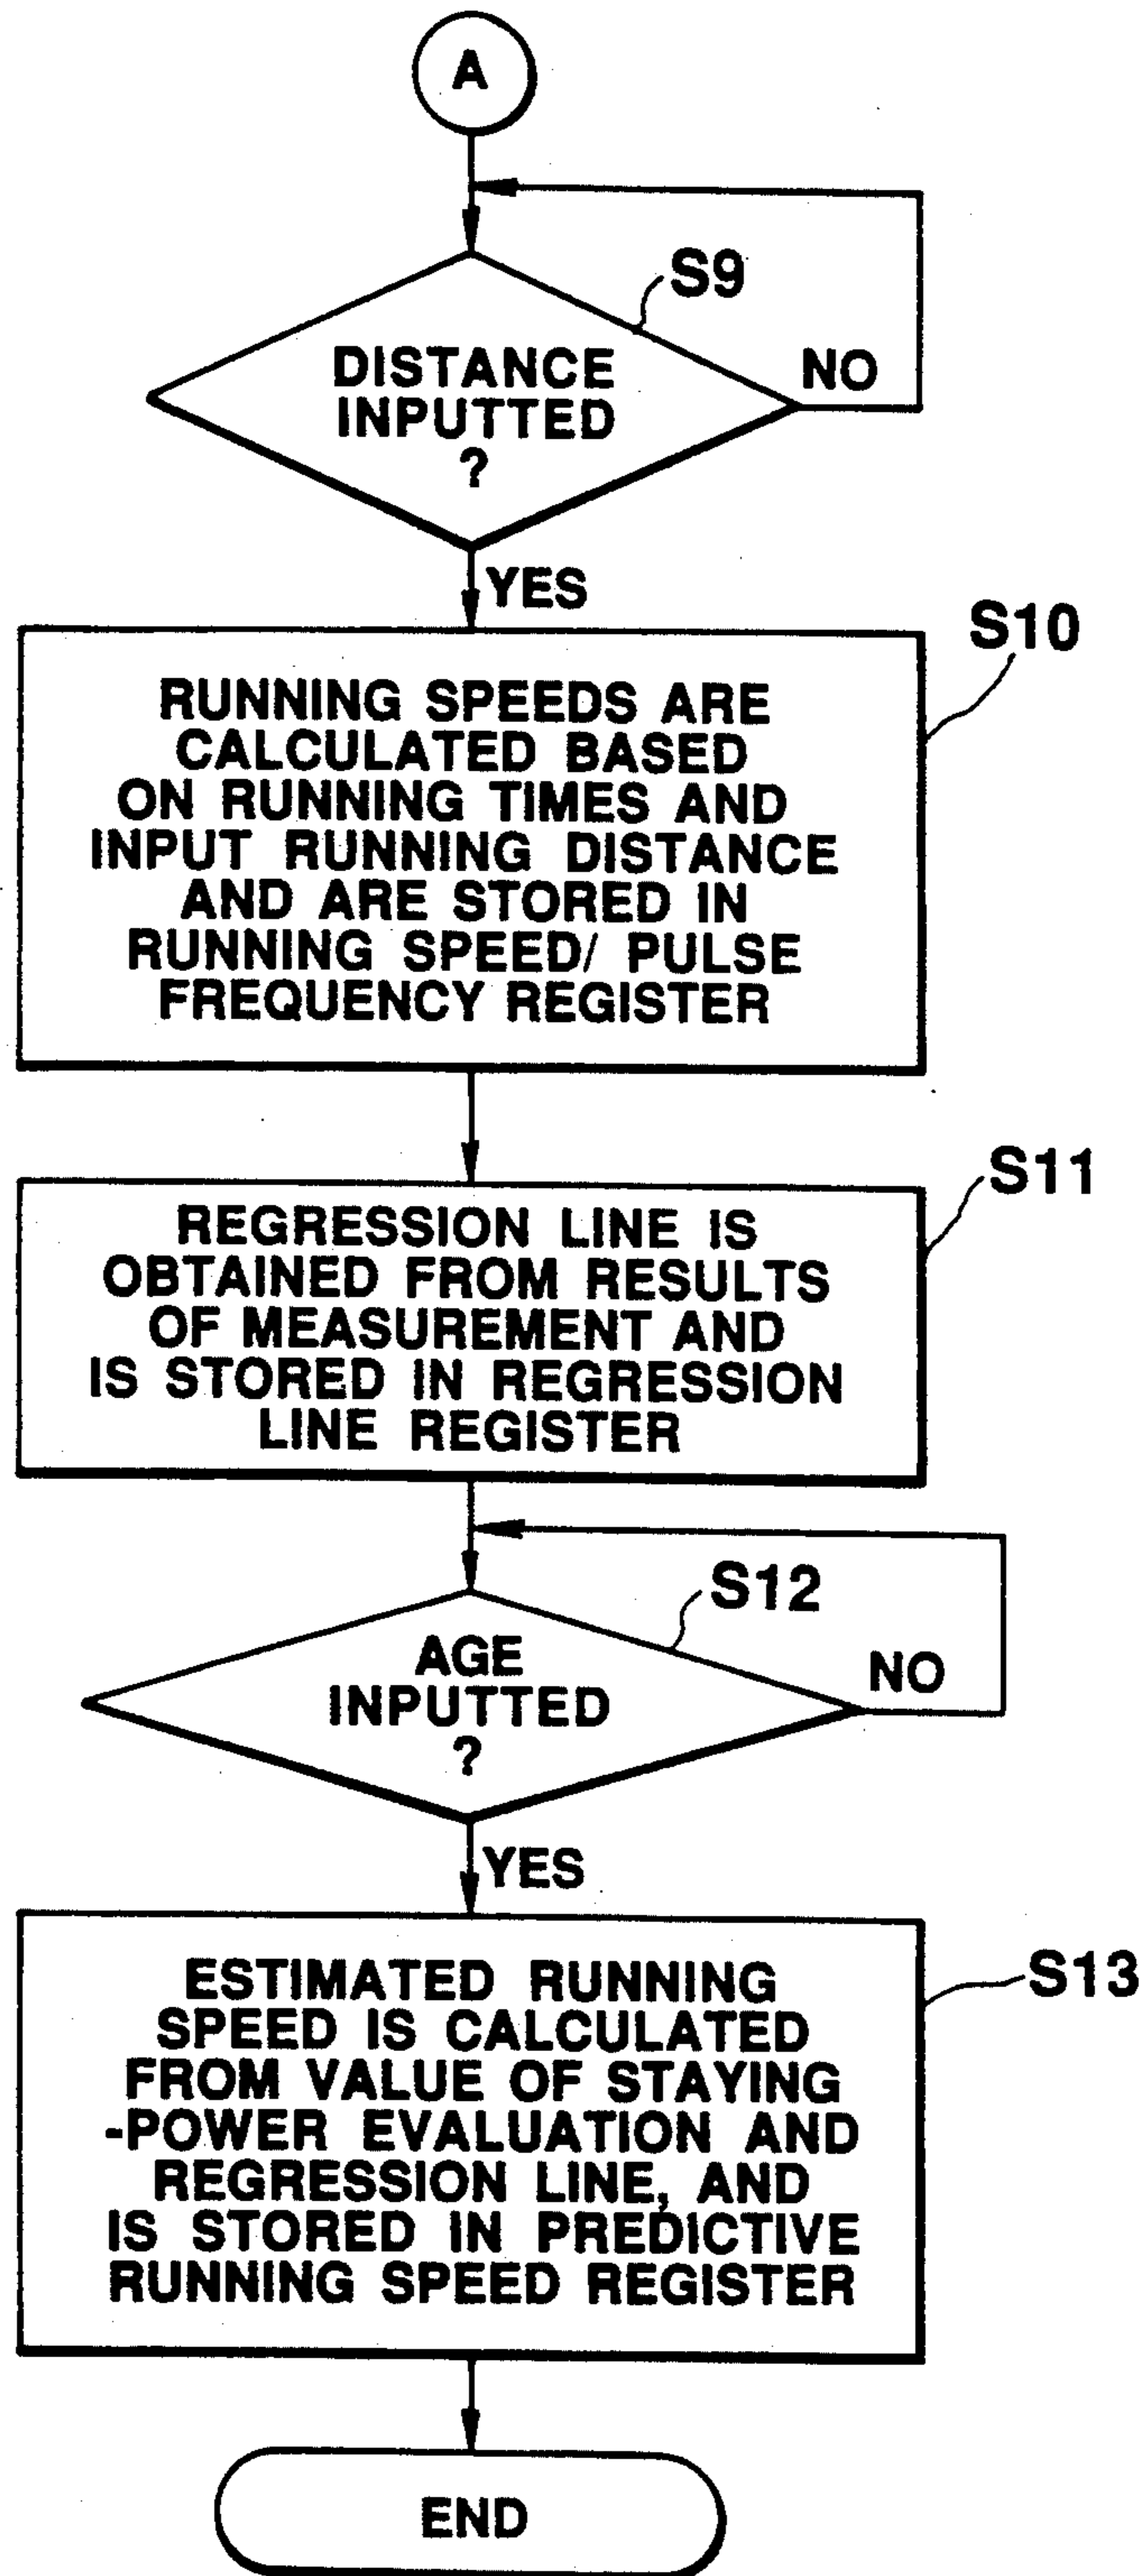 A
S9
DISTANCE
INPUTTED
?
NO
YES
S10
RUNNING SPEEDS ARE
CALCULATED BASED
ON RUNNING TIMES AND
INPUT RUNNING DISTANCE
AND ARE STORED IN
RUNNING SPEED/ PULSE
FREQUENCY REGISTER
S11
REGRESSION LINE IS
OBTAINED FROM RESULTS
OF MEASUREMENT AND
IS STORED IN REGRESSION
LINE REGISTER
S12
AGE
INPUTTED
?
NO
YES
S13
ESTIMATED RUNNING
SPEED IS CALCULATED
FROM VALUE OF STAYING
-POWER EVALUATION AND
REGRESSION LINE, AND
IS STORED IN PREDICTIVE
RUNNING SPEED REGISTER
END